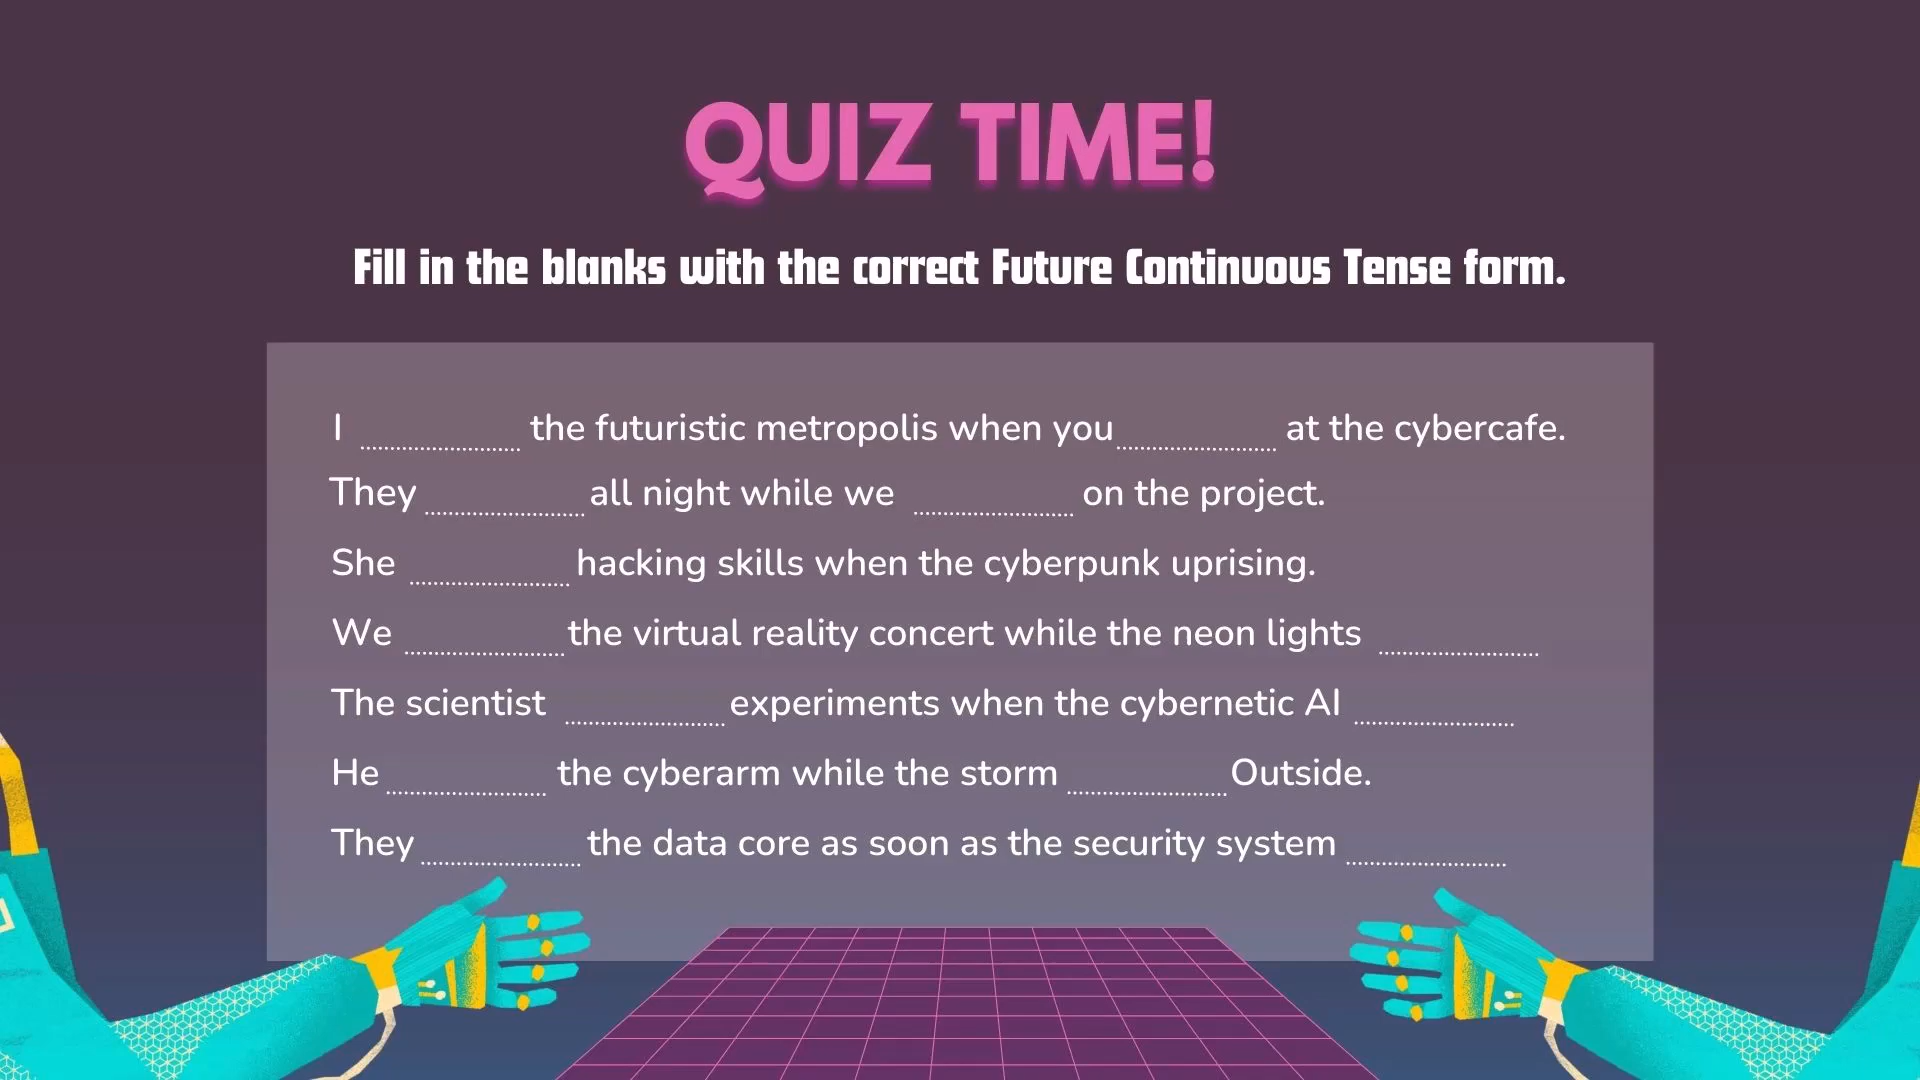 QUIZ TIME!
Fill in the blanks with the correct Future Continuous Tense form.
I ............... the futuristic metropolis when you ............... at the cybercafe.
They ............... all night while we ............... on the project.
She ............... hacking skills when the cyberpunk uprising.
We ............... the virtual reality concert while the neon lights ...............
The scientist ............... experiments when the cybernetic AI ...............
He ............... the cyberarm while the storm ............... Outside.
They ............... the data core as soon as the security system ...............